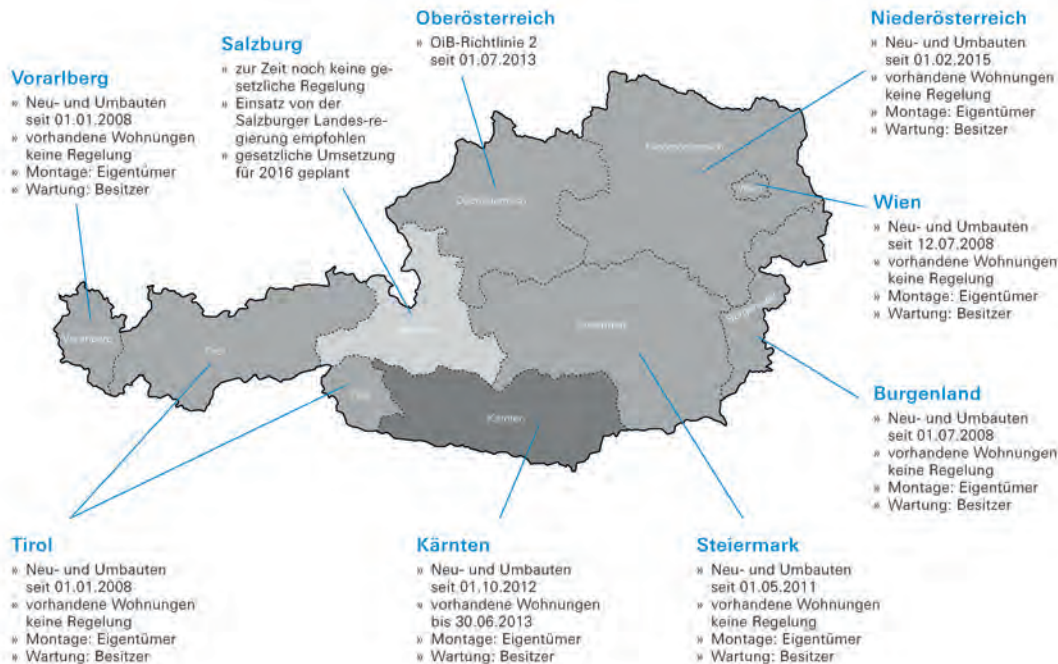 Oberösterreich
» OiB-Richtlinie 2
seit 01.07.2013
Niederösterreich
» Neu- und Umbauten
seit 01.02.2015
» vorhandene Wohnungen
keine Regelung
» Montage: Eigentümer
» Wartung: Besitzer
Salzburg
» zur Zeit noch keine ge-
setzliche Regelung
» Einsatz von der
Salzburger Landes-re-
gierung empfohlen
» gesetzliche Umsetzung
für 2016 geplant
Vorarlberg
» Neu- und Umbauten
seit 01.01.2008
» vorhandene Wohnungen
keine Regelung
» Montage: Eigentümer
» Wartung: Besitzer
Niederösterreich
Oberösterreich
Wien
Wien
» Neu- und Umbauten
seit 12.07.2008
» vorhandene Wohnungen
keine Regelung
» Montage: Eigentümer
» Wartung: Besitzer
Vorarlberg
Tirol
Kärnten
Burgenland
» Neu- und Umbauten
seit 01.07.2008
» vorhandene Wohnungen
keine Regelung
» Montage: Eigentümer
» Wartung: Besitzer
Tirol
» Neu- und Umbauten
seit 01.01.2008
» vorhandene Wohnungen
keine Regelung
» Montage: Eigentümer
» Wartung: Besitzer
Kärnten
» Neu- und Umbauten
seit 01,10.2012
» vorhandene Wohnungen
bis 30.06.2013
» Montage: Eigentümer
» Wartung: Besitzer
Steiermark
» Neu- und Umbauten
seit 01.05.2011
» vorhandene Wohnungen
keine Regelung
» Montage: Eigentümer
» Wartung: Besitzer